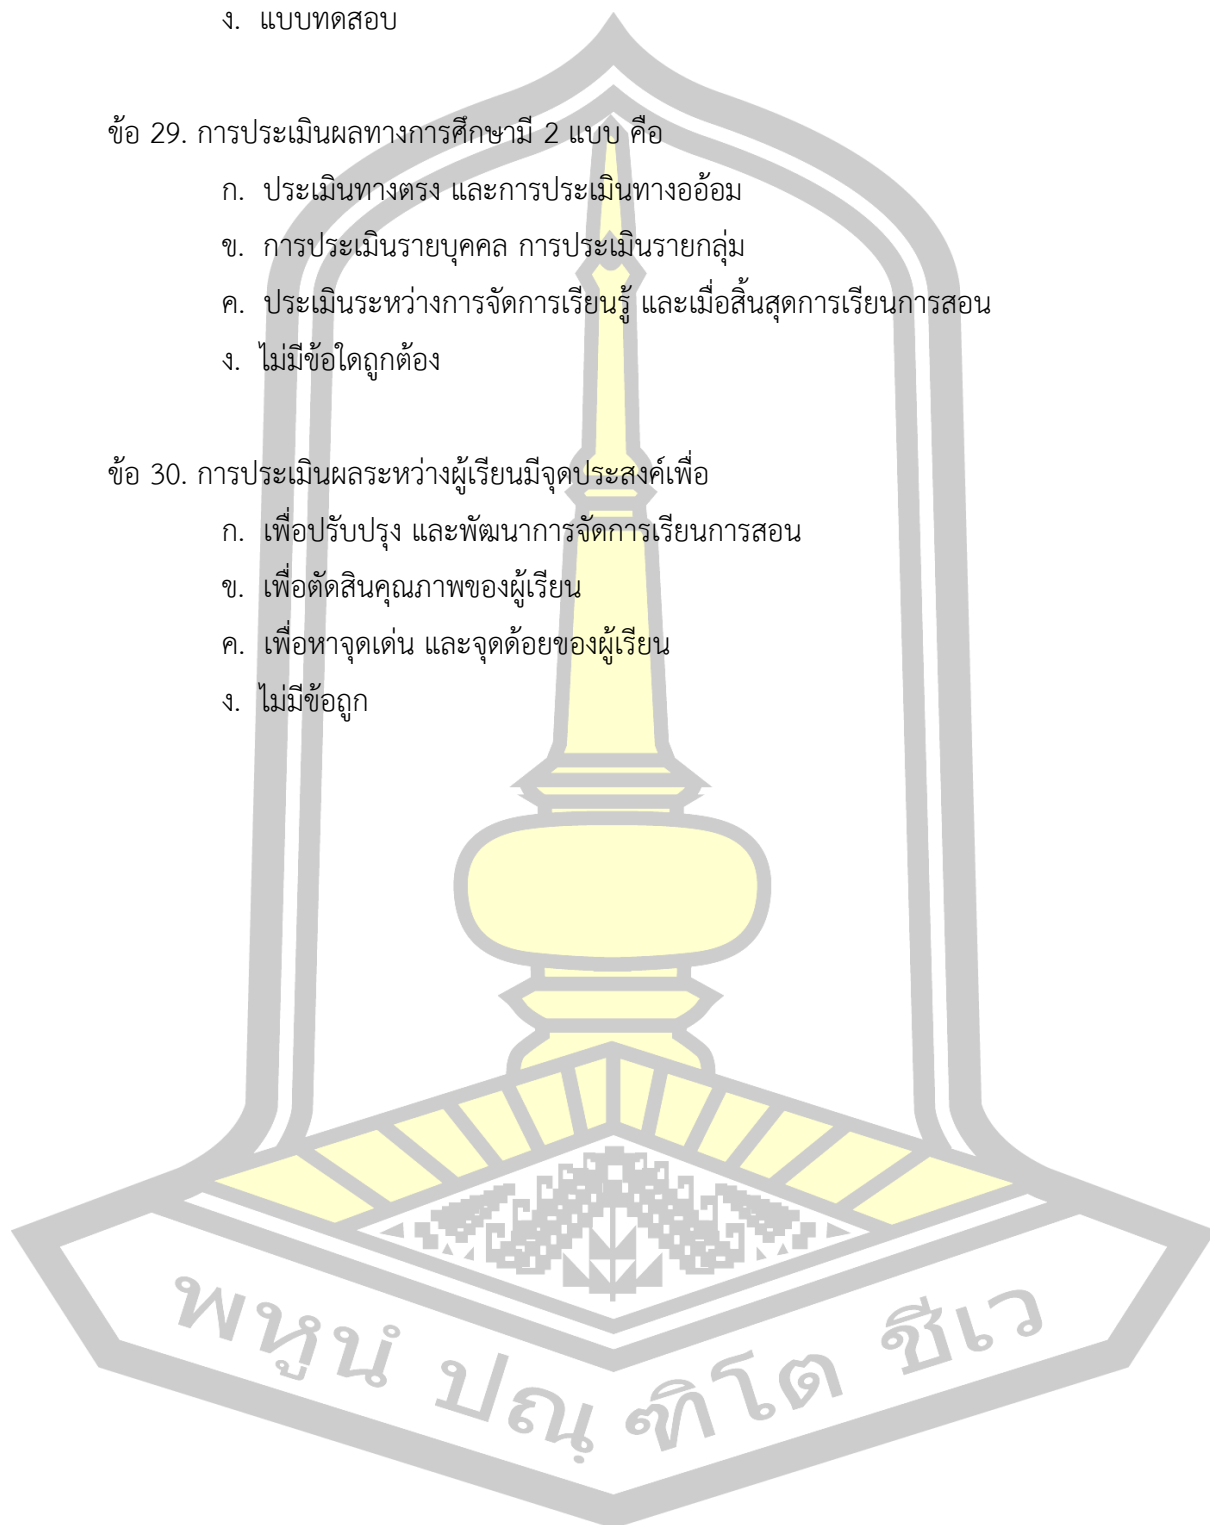 ง. แบบทดสอบ
ข้อ 29. การประเมินผลทางการศึกษามี 2 แบบ คือ
ก. ประเมินทางตรง และการประเมินทางออ้อม
ข. การประเมินรายบุคคล การประเมินรายกลุ่ม
ค. ประเมินระหว่างการจัดการเรียนรู้ และเมื่อสิ้นสุดการเรียนการสอน
ง. ไม่มีข้อใดถูกต้อง
ข้อ 30. การประเมินผลระหว่างผู้เรียนมีจุดประสงค์เพื่อ
ก. เพื่อปรับปรุง และพัฒนาการจัดการเรียนการสอน
ข. เพื่อตัดสินคุณภาพของผู้เรียน
ค. เพื่อหาจุดเด่น และจุดด้อยของผู้เรียน
ง. ไม่มีข้อถูก
พหูนํ ปณฺฑิโต ชีเว